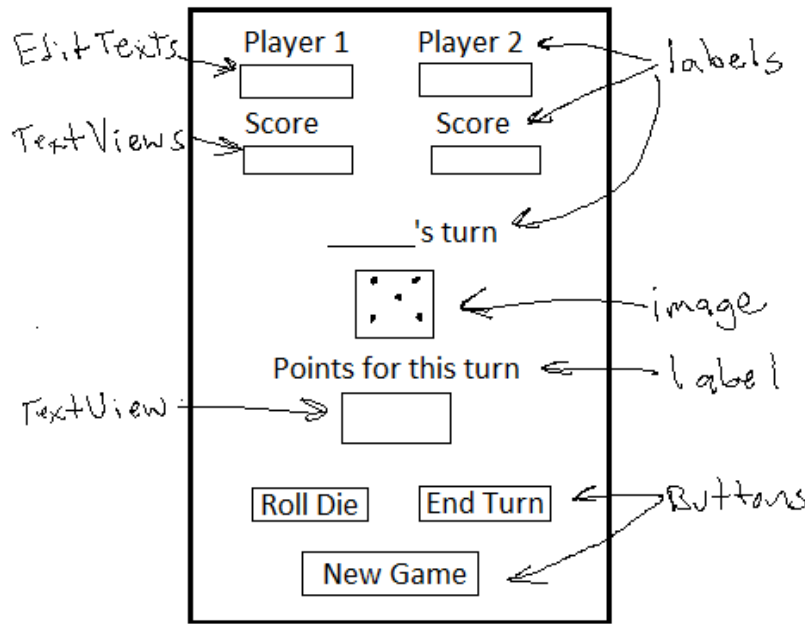 EditTexts Player 1 Player 2 labels
TextViews Score Score
______'s turn
image
Points for this turn label
TextView
Roll Die End Turn Buttons
New Game